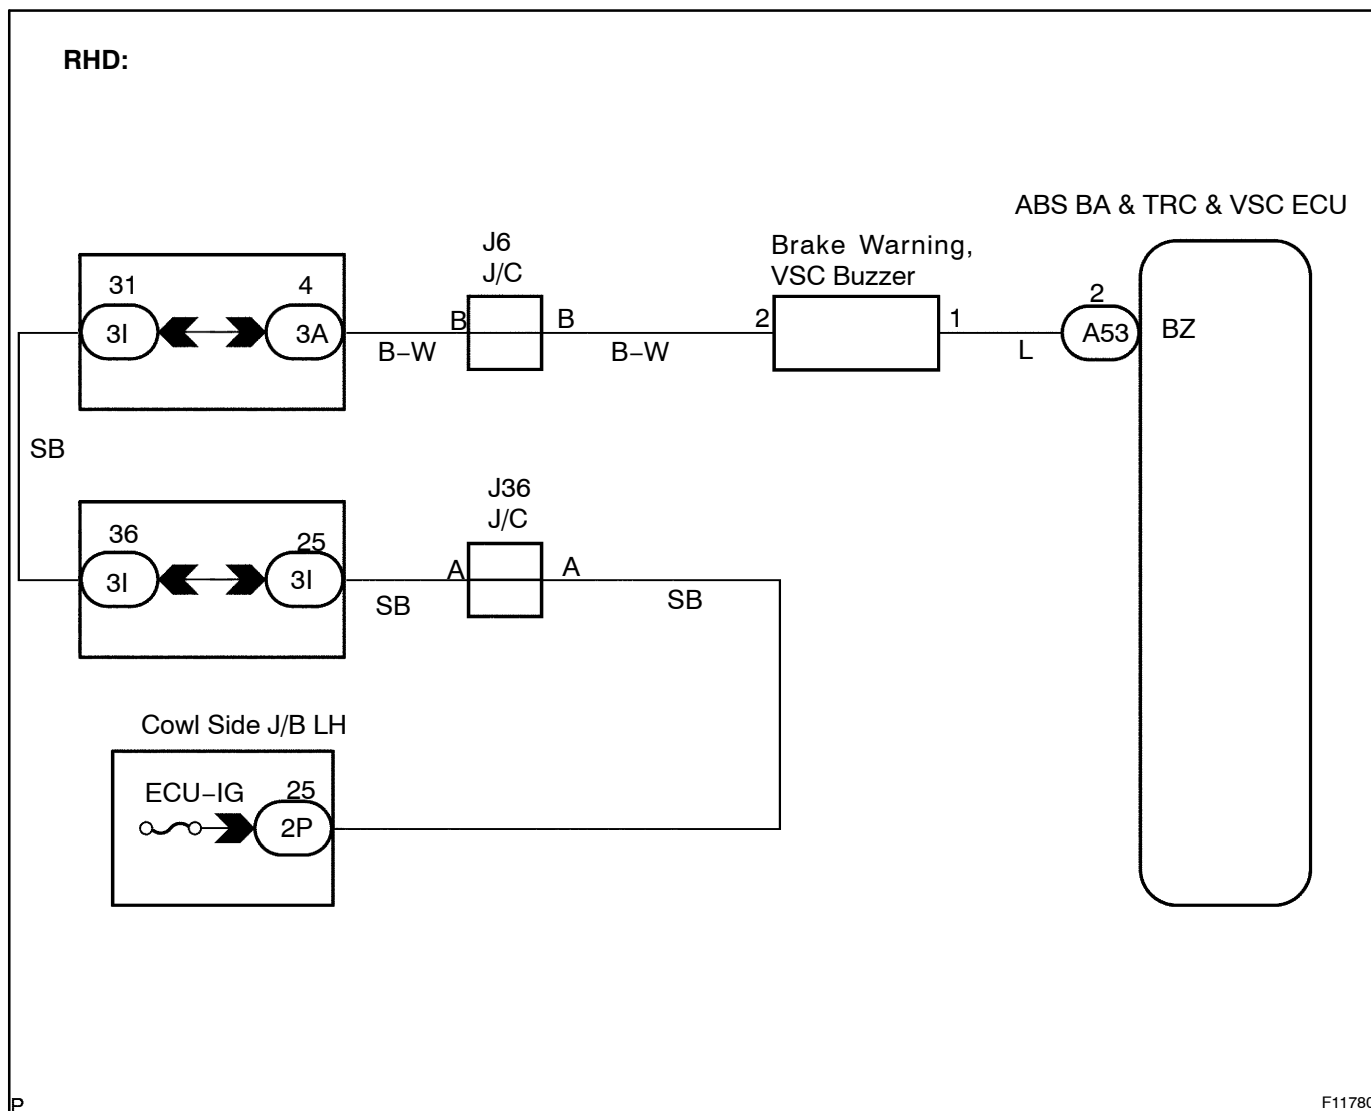 RHD:
ABS BA & TRC & VSC ECU
J6
J/C
Brake Warning,
VSC Buzzer
31
4
2
3I
3A
B
B
2
1
A53
BZ
B−W
B−W
L
SB
J36
J/C
36
25
3I
3I
A
A
SB
SB
Cowl Side J/B LH
ECU−IG
25
2P
P
F11780